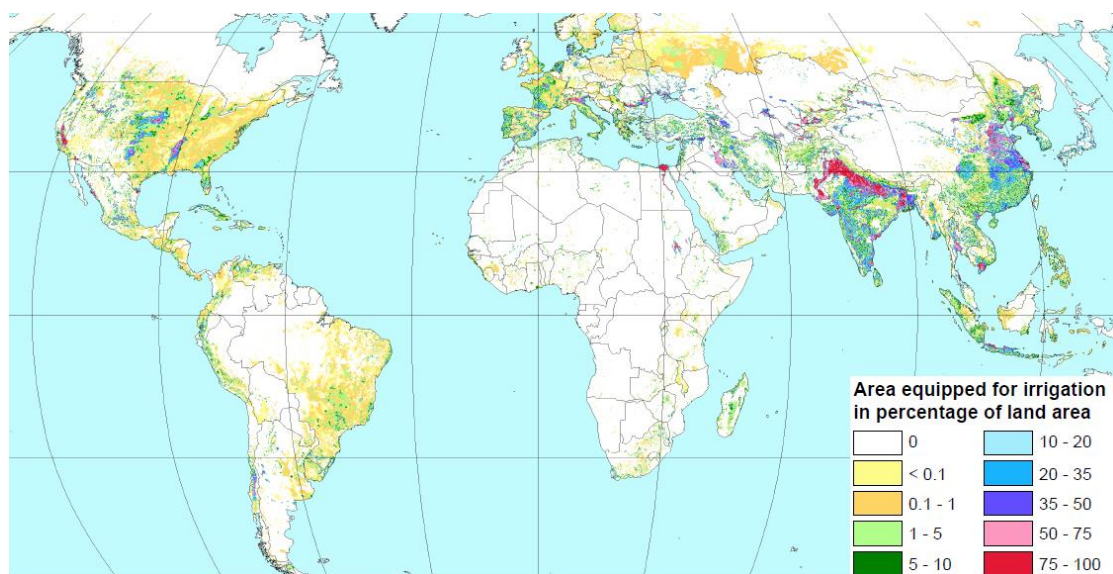 Area equipped for irrigation
in percentage of land area
0
< 0.1
0.1 - 1
1 - 5
5 - 10
10 - 20
20 - 35
35 - 50
50 - 75
75 - 100